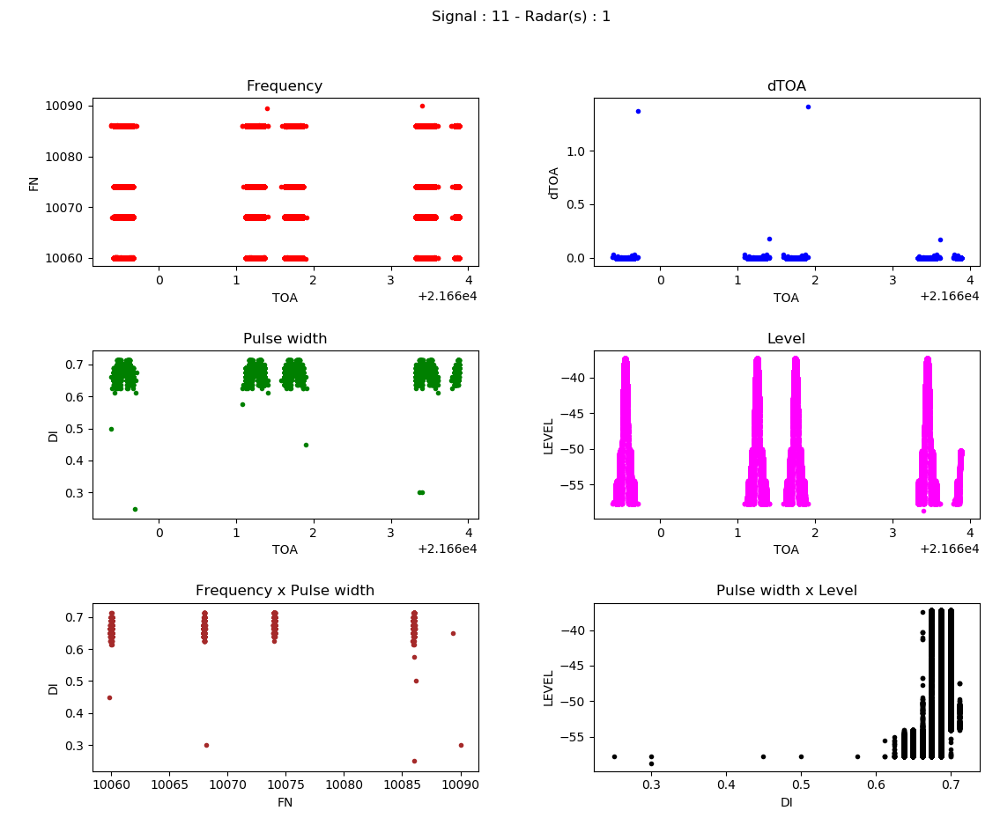 Signal : 11 - Radar(s) : 1
Frequency
FN
10090
10080
10070
10060
0 1 2 3 4
TOA
+2.166e4
dTOA
dTOA
1.0
0.5
0.0
0 1 2 3 4
TOA
+2.166e4
Pulse width
DI
0.7
0.6
0.5
0.4
0.3
0 1 2 3 4
TOA
+2.166e4
Level
LEVEL
−40
−45
−50
−55
0 1 2 3 4
TOA
+2.166e4
Frequency x Pulse width
DI
0.7
0.6
0.5
0.4
0.3
10060 10065 10070 10075 10080 10085 10090
FN
Pulse width x Level
LEVEL
−40
−45
−50
−55
0.3 0.4 0.5 0.6 0.7
DI